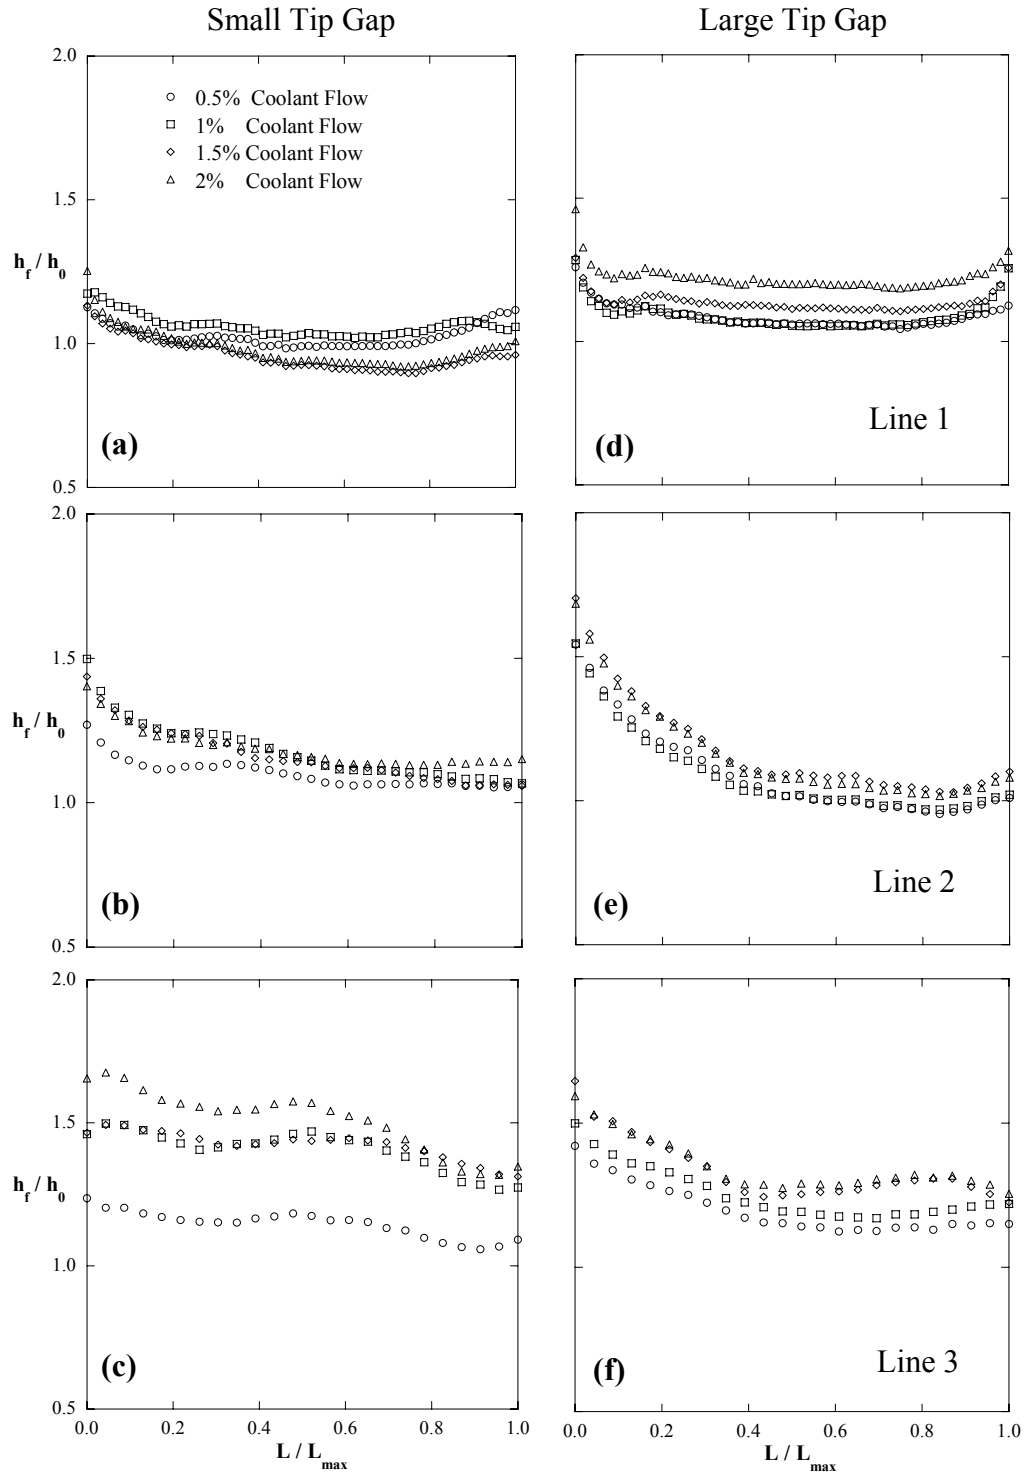 Small Tip Gap
Large Tip Gap
2.0
0.5% Coolant Flow
1% Coolant Flow
1.5% Coolant Flow
2% Coolant Flow
1.5
h_f / h_0
1.0
Line 1
(a)
(d)
0.5
2.0
1.5
h_f / h_0
1.0
Line 2
(b)
(e)
0.5
2.0
1.5
h_f / h_0
1.0
Line 3
(c)
(f)
0.5
0.0 0.2 0.4 0.6 0.8 1.0
0.0 0.2 0.4 0.6 0.8 1.0
L / L_max
L / L_max